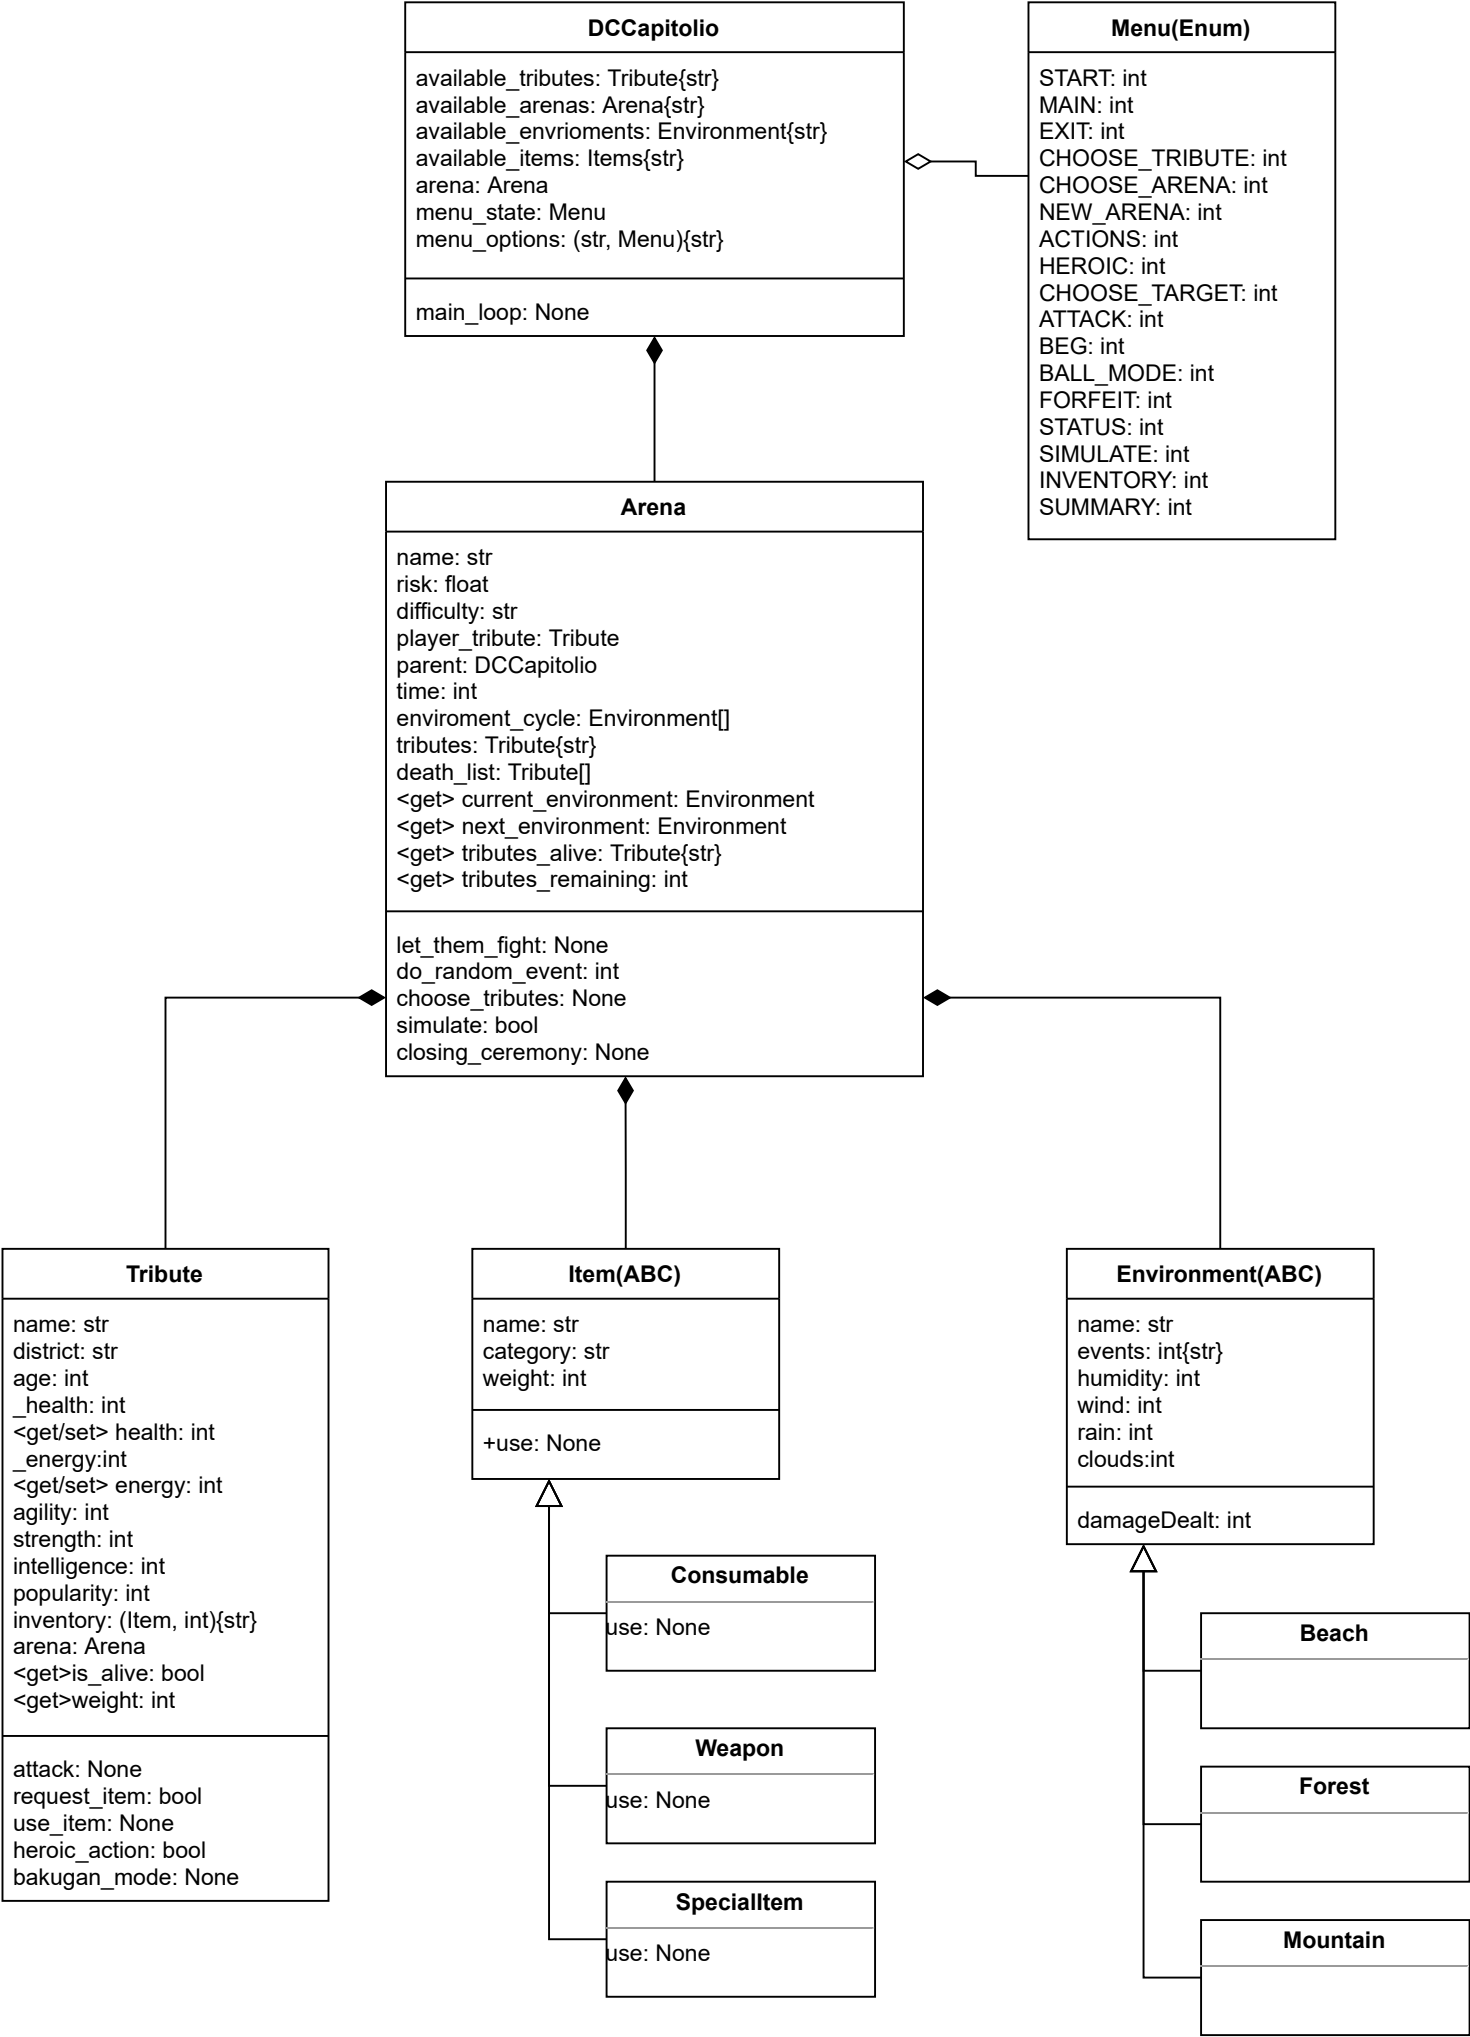 DCCapitolio
available_tributes: Tribute{str}
available_arenas: Arena{str}
available_envrioments: Environment{str}
available_items: Items{str}
arena: Arena
menu_state: Menu
menu_options: (str, Menu){str}
main_loop: None
Menu(Enum)
START: int
MAIN: int
EXIT: int
CHOOSE_TRIBUTE: int
CHOOSE_ARENA: int
NEW_ARENA: int
ACTIONS: int
HEROIC: int
CHOOSE_TARGET: int
ATTACK: int
BEG: int
BALL_MODE: int
FORFEIT: int
STATUS: int
SIMULATE: int
INVENTORY: int
SUMMARY: int
Arena
name: str
risk: float
difficulty: str
player_tribute: Tribute
parent: DCCapitolio
time: int
enviroment_cycle: Environment[]
tributes: Tribute{str}
death_list: Tribute[]
<get> current_environment: Environment
<get> next_environment: Environment
<get> tributes_alive: Tribute{str}
<get> tributes_remaining: int
let_them_fight: None
do_random_event: int
choose_tributes: None
simulate: bool
closing_ceremony: None
Tribute
name: str
district: str
age: int
_health: int
<get/set> health: int
_energy:int
<get/set> energy: int
agility: int
strength: int
intelligence: int
popularity: int
inventory: (Item, int){str}
arena: Arena
<get>is_alive: bool
<get>weight: int
attack: None
request_item: bool
use_item: None
heroic_action: bool
bakugan_mode: None
Item(ABC)
name: str
category: str
weight: int
+use: None
Consumable
use: None
Weapon
use: None
SpecialItem
use: None
Environment(ABC)
name: str
events: int{str}
humidity: int
wind: int
rain: int
clouds:int
damageDealt: int
Beach
Forest
Mountain